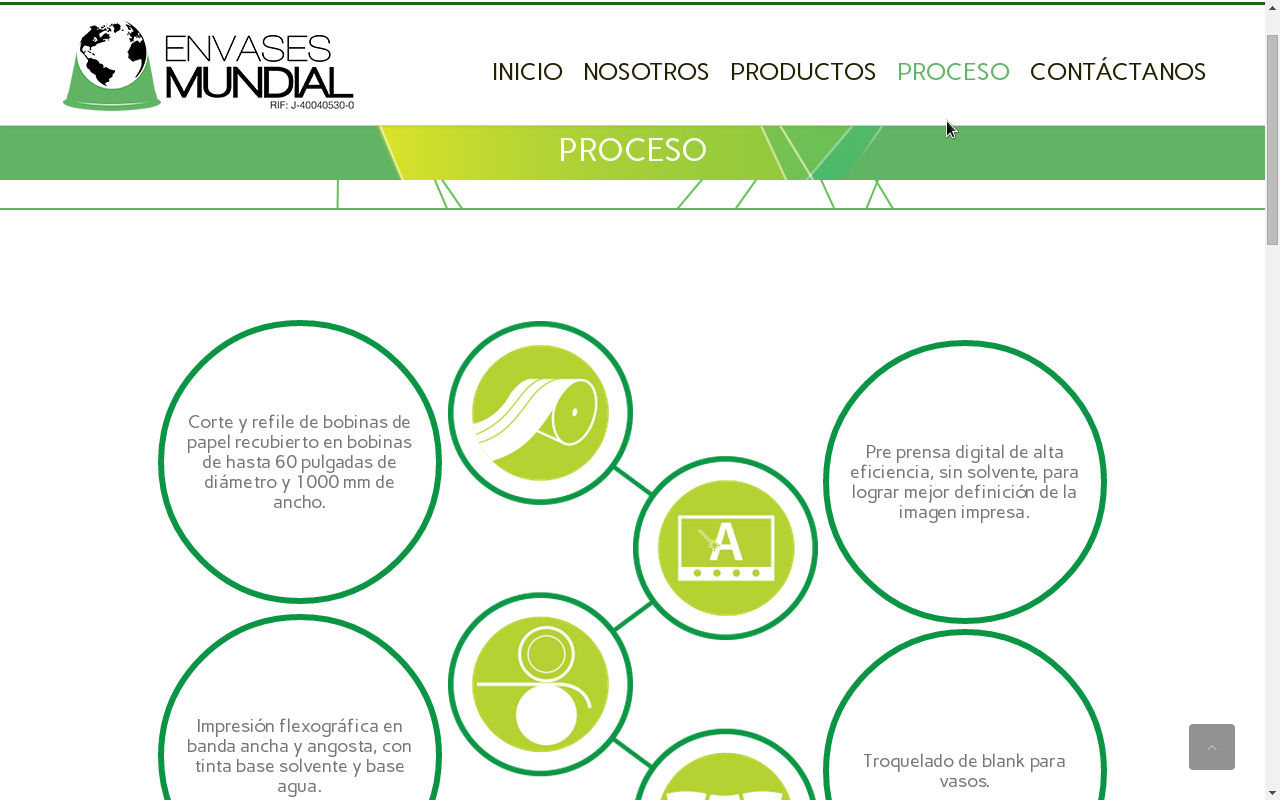 ENVASES
MUNDIAL
RIF: J-40040530-0
INICIO NOSOTROS PRODUCTOS PROCESO CONTÁCTANOS
PROCESO
Corte y refile de bobinas de
papel recubierto en bobinas
de hasta 60 pulgadas de
diámetro y 1000 mm de
ancho.
Pre prensa digital de alta
eficiencia, sin solvente, para
lograr mejor definición de la
imagen impresa.
A
Impresión flexográfica en
banda ancha y angosta, con
tinta base solvente y base
agua.
Troquelado de blank para
vasos.